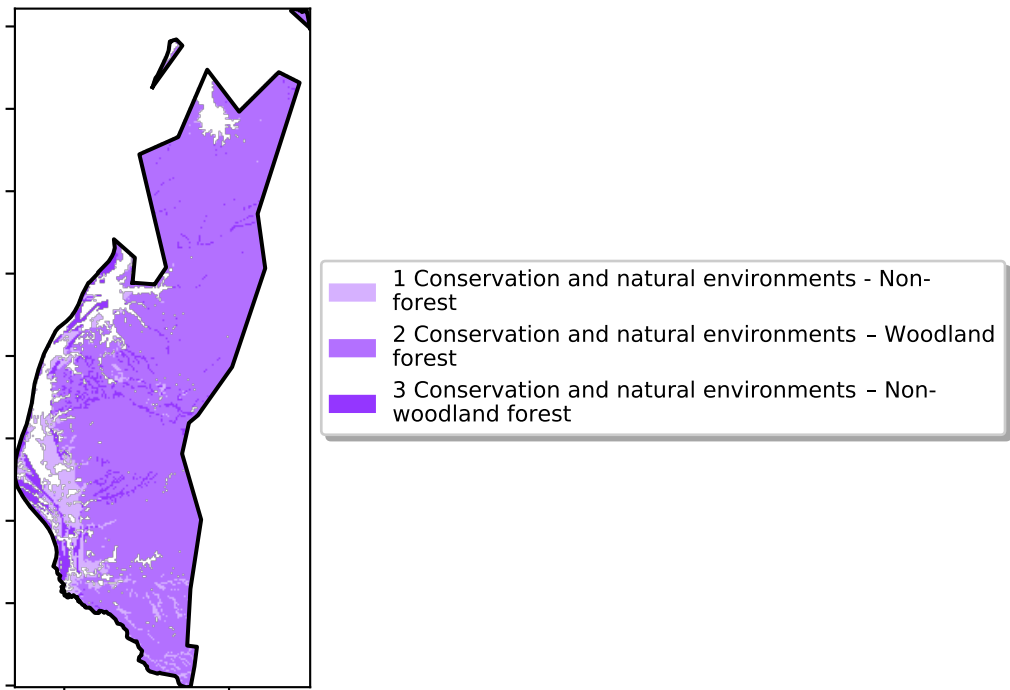 1 Conservation and natural environments - Non-
forest
2 Conservation and natural environments – Woodland
forest
3 Conservation and natural environments – Non-
woodland forest